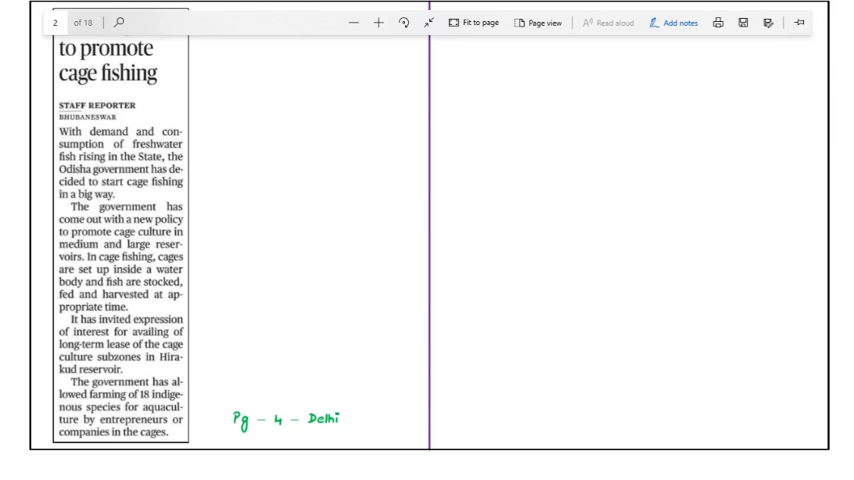 2 of 18
Fit to page
Page view
Read aloud
Add notes
to promote
cage fishing
STAFF REPORTER
BHUBANESWAR
With demand and con-
sumption of freshwater
fish rising in the State, the
Odisha government has de-
cided to start cage fishing
in a big way.
The government has
come out with a new policy
to promote cage culture in
medium and large reser-
voirs. In cage fishing, cages
are set up inside a water
body and fish are stocked,
fed and harvested at ap-
propriate time.
It has invited expression
of interest for availing of
long-term lease of the cage
culture subzones in Hira-
kud reservoir.
The government has al-
lowed farming of 18 indige-
nous species for aquacul-
ture by entrepreneurs or
companies in the cages.
Pg - 4 - Delhi